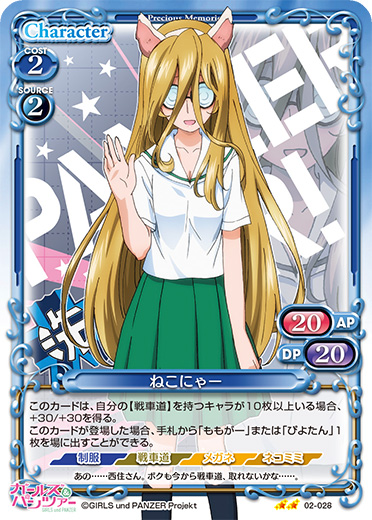 Precious Memories
Character
COST
2
SOURCE
2
PANZER
VOR!
20 AP
DP 20
ねこにゃー
このカードは、自分の【戦車道】を持つキャラが10枚以上いる場合、
+30/+30を得る。
このカードが登場した場合、手札から「ももがー」または「ぴよたん」1
枚を場に出すことができる。
制服 戦車道 メガネ ネコミミ
あの……西住さん。ボクも今から戦車道、取れないかな……。
ガールズ&パンツァー
GIRLS und PANZER
©GIRLS und PANZER Projekt
02-028